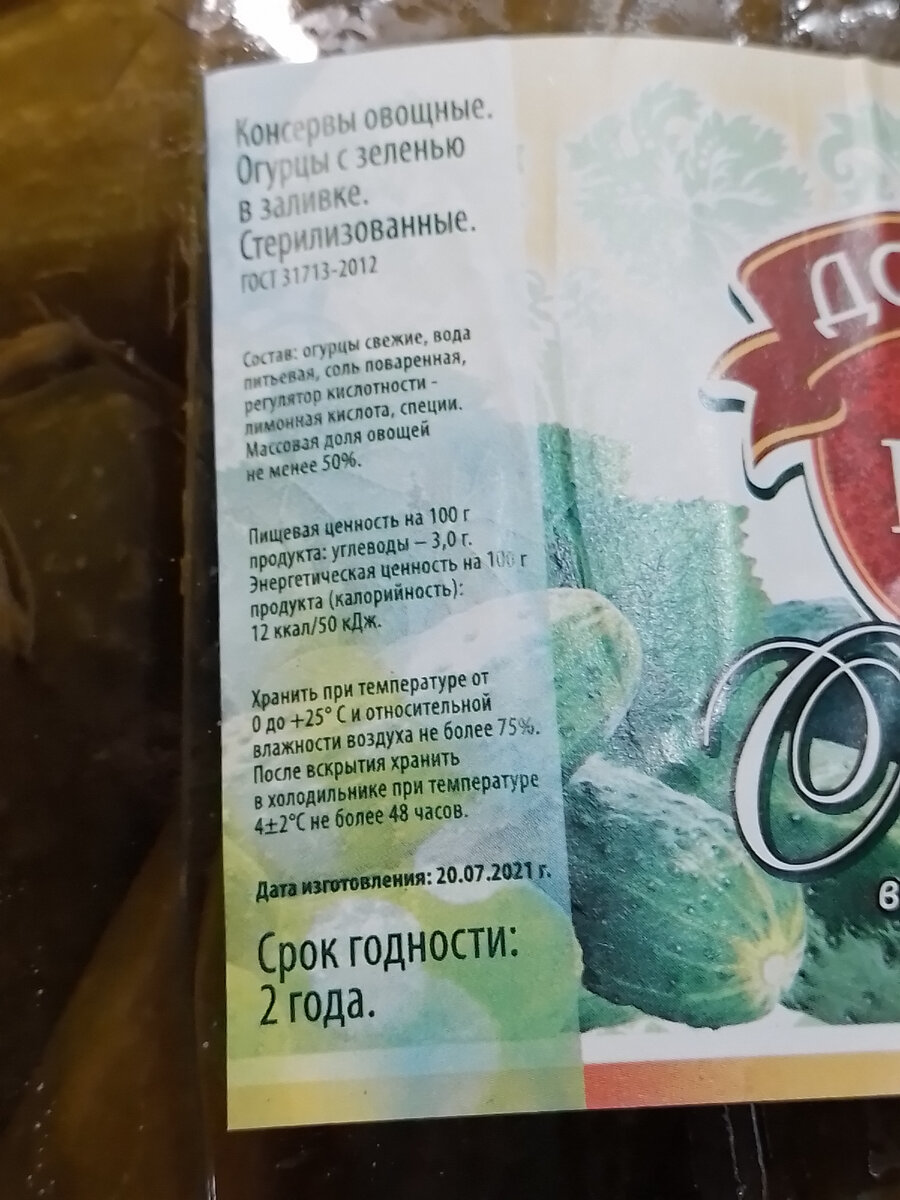 Консервы овощные.
Огурцы с зеленью
в заливке.
Стерилизованные.
ГОСТ 31713-2012
Состав: огурцы свежие, вода
питьевая, соль поваренная,
регулятор кислотности -
лимонная кислота, специи.
Массовая доля овощей
не менее 50%.
Пищевая ценность на 100 г
продукта: углеводы – 3,0 г.
Энергетическая ценность на 100 г
продукта (калорийность):
12 ккал/50 кДж.
Хранить при температуре от
0 до +25° С и относительной
влажности воздуха не более 75%.
После вскрытия хранить
в холодильнике при температуре
4±2°С не более 48 часов.
Дата изготовления: 20.07.2021 г.
Срок годности:
2 года.